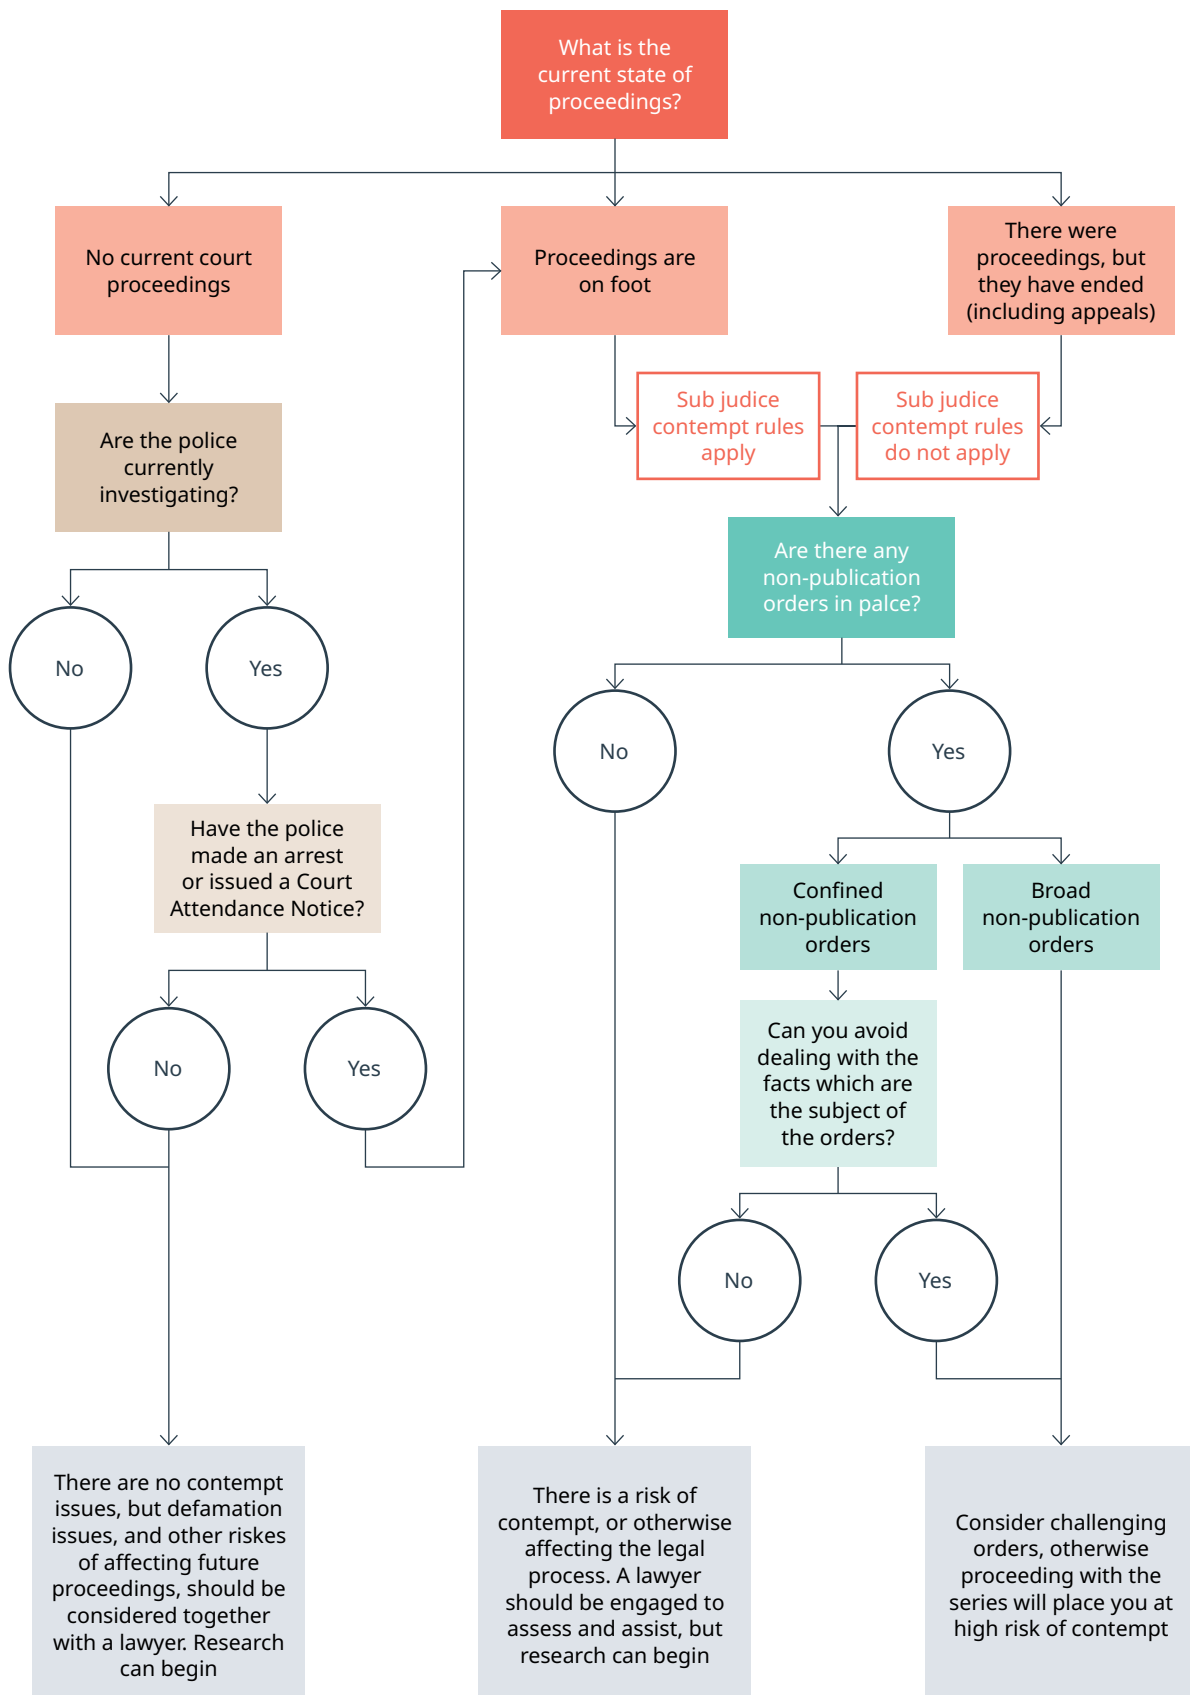 What is the
current state of
proceedings?
No current court
proceedings
Proceedings are
on foot
There were
proceedings, but
they have ended
(including appeals)
Sub judice
contempt rules
apply
Sub judice
contempt rules
do not apply
Are the police
currently
investigating?
Are there any
non-publication
orders in palce?
No
Yes
No
Yes
Have the police
made an arrest
or issued a Court
Attendance Notice?
Confined
non-publication
orders
Broad
non-publication
orders
No
Yes
Can you avoid
dealing with the
facts which are
the subject of
the orders?
No
Yes
There are no contempt
issues, but defamation
issues, and other riskes
of affecting future
proceedings, should be
considered together
with a lawyer. Research
can begin
There is a risk of
contempt, or otherwise
affecting the legal
process. A lawyer
should be engaged to
assess and assist, but
research can begin
Consider challenging
orders, otherwise
proceeding with the
series will place you at
high risk of contempt